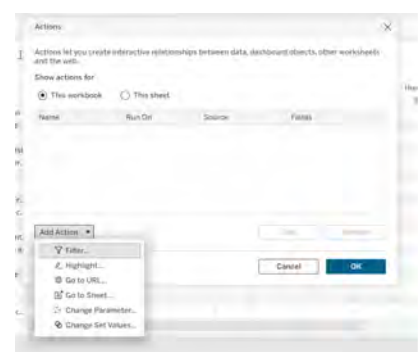 Actions
Actions let you create interactive relationships between data, dashboard objects, other worksheets
and the web.
Show actions for
This workbook This sheet
Name Run On Source Fields
Add Action
Filter...
Highlight...
Go to URL...
Go to Sheet...
Change Parameter...
Change Set Values...
Cancel OK